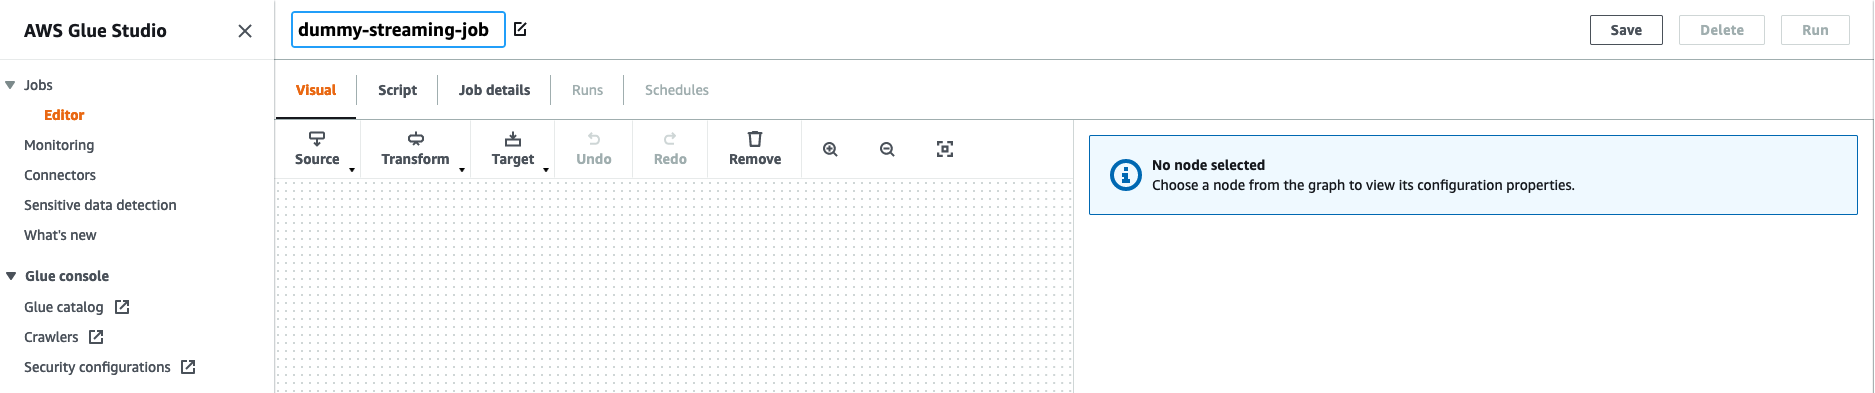 AWS Glue Studio
Jobs
Editor
Monitoring
Connectors
Sensitive data detection
What's new
Glue console
Glue catalog
Crawlers
Security configurations
dummy-streaming-job
Save Delete Run
Visual Script Job details Runs Schedules
Source Transform Target Undo Redo Remove
No node selected
Choose a node from the graph to view its configuration properties.